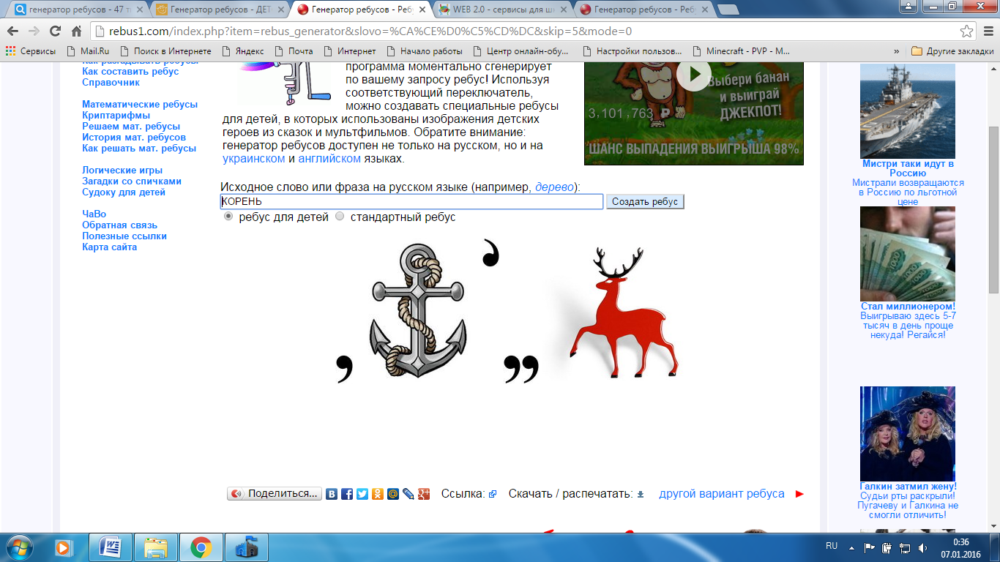 генератор ребусов - 47 т
Генератор ребусов - ДЕТ
Генератор ребусов - Реб
WEB 2.0 - сервисы для ш
Генератор ребусов - Реб
rebus1.com/index.php?item=rebus_generator&slovo=%CA%CE%D0%C5%CD%DC&skip=5&mode=0
Сервисы Mail.Ru Поиск в Интернете Яндекс Почта Интернет Начало работы Центр онлайн-обу... Настройки пользов... Minecraft - PVP - M... » Другие закладки
Как разгадывать ребусы
Как составить ребус
Справочник
Математические ребусы
Криптарифмы
Решаем мат. ребусы
История мат. ребусов
Как решать мат. ребусы
Логические игры
Загадки со спичками
Судоку для детей
ЧаВо
Обратная связь
Полезные ссылки
Карта сайта
программа моментально сгенерирует
по вашему запросу ребус! Используя
соответствующий переключатель,
можно создавать специальные ребусы
для детей, в которых использованы изображения детских
героев из сказок и мультфильмов. Обратите внимание:
генератор ребусов доступен не только на русском, но и на
украинском и английском языках.
Выбери банан
и выиграй
ДЖЕКПОТ!
3,101,763 ₽
ШАНС ВЫПАДЕНИЯ ВЫИГРЫША 98%
Исходное слово или фраза на русском языке (например, дерево):
КОРЕНЬ
Создать ребус
ребус для детей стандартный ребус
,
,
,,
Поделиться... Ссылка: Скачать / распечатать: другой вариант ребуса
Мистри таки идут в
Россию
Мистрали возвращаются
в Россию по льготной
цене
Стал миллионером!
Выигрываю здесь 5-7
тысяч в день проще
некуда! Регайся!
Галкин затмил жену!
Судьи рты раскрыли!
Пугачеву и Галкина не
смогли отличить!
RU
0:36
07.01.2016